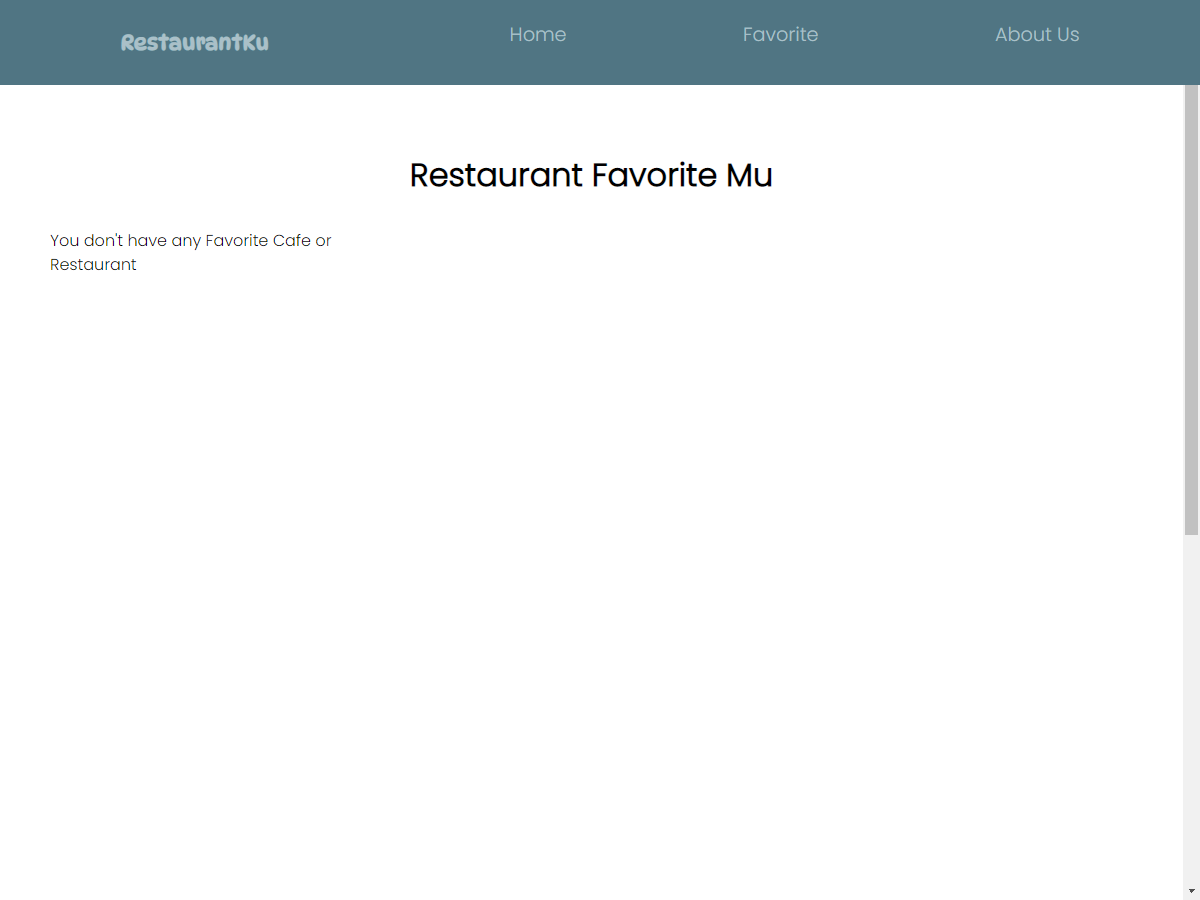 RestaurantKu
Home
Favorite
About Us
Restaurant Favorite Mu
You don't have any Favorite Cafe or
Restaurant